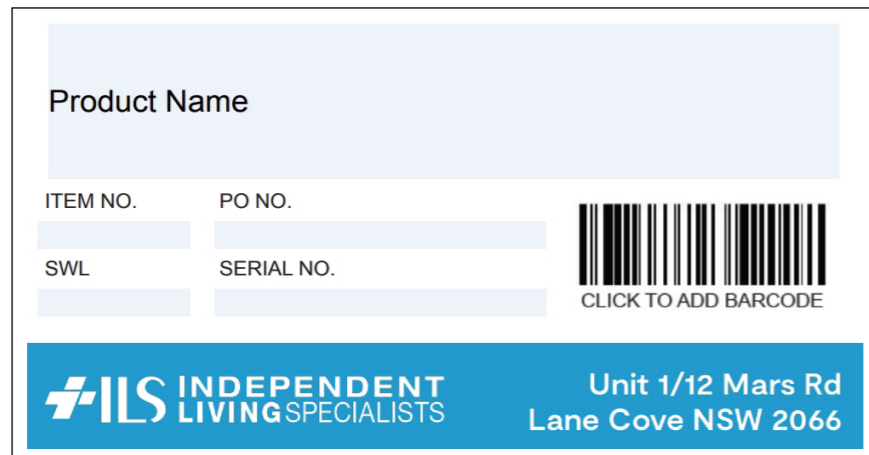 Product Name
ITEM NO.
PO NO.
SWL
SERIAL NO.
CLICK TO ADD BARCODE
ILS INDEPENDENT
LIVING SPECIALISTS
Unit 1/12 Mars Rd
Lane Cove NSW 2066